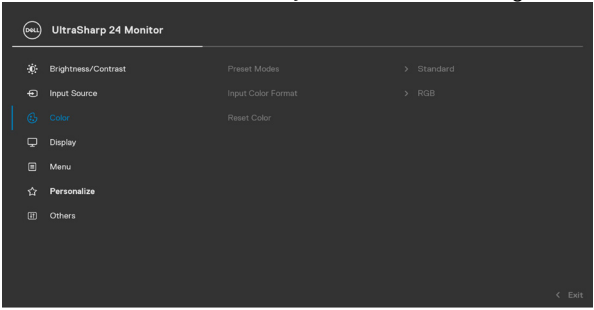 DELL UltraSharp 24 Monitor
Brightness/Contrast Preset Modes > Standard
Input Source Input Color Format > RGB
Color Reset Color
Display
Menu
Personalize
Others
< Exit